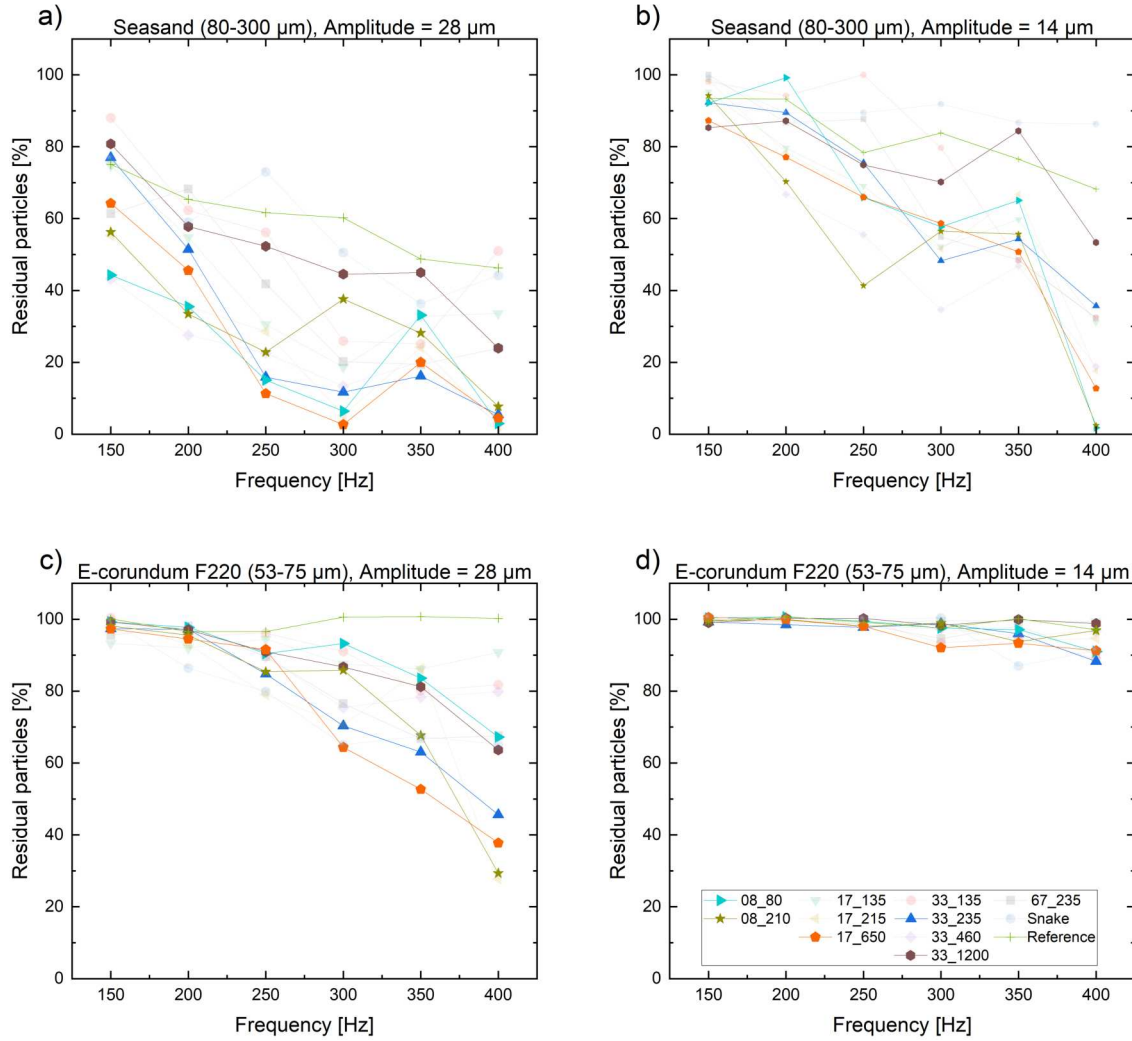 a)
Seasand (80-300 µm), Amplitude = 28 µm
100
80
60
40
20
0
Residual particles [%]
150 200 250 300 350 400
Frequency [Hz]
b)
Seasand (80-300 µm), Amplitude = 14 µm
100
80
60
40
20
0
Residual particles [%]
150 200 250 300 350 400
Frequency [Hz]
c)
E-corundum F220 (53-75 µm), Amplitude = 28 µm
100
80
60
40
20
0
Residual particles [%]
150 200 250 300 350 400
Frequency [Hz]
d)
E-corundum F220 (53-75 µm), Amplitude = 14 µm
100
80
60
40
20
0
Residual particles [%]
08_80 17_135 33_135 67_235
08_210 17_215 33_235 Snake
17_650 33_460 Reference
33_1200
150 200 250 300 350 400
Frequency [Hz]